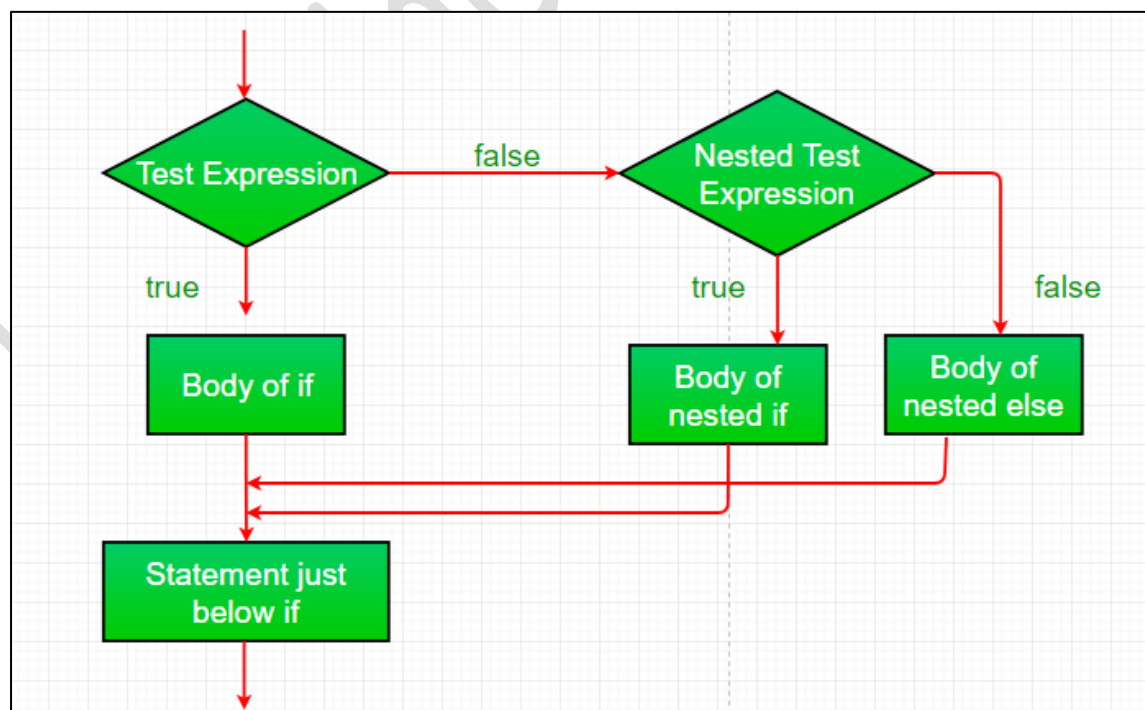 Test Expression
false
Nested Test
Expression
true
true
false
Body of if
Body of
nested if
Body of
nested else
Statement just
below if